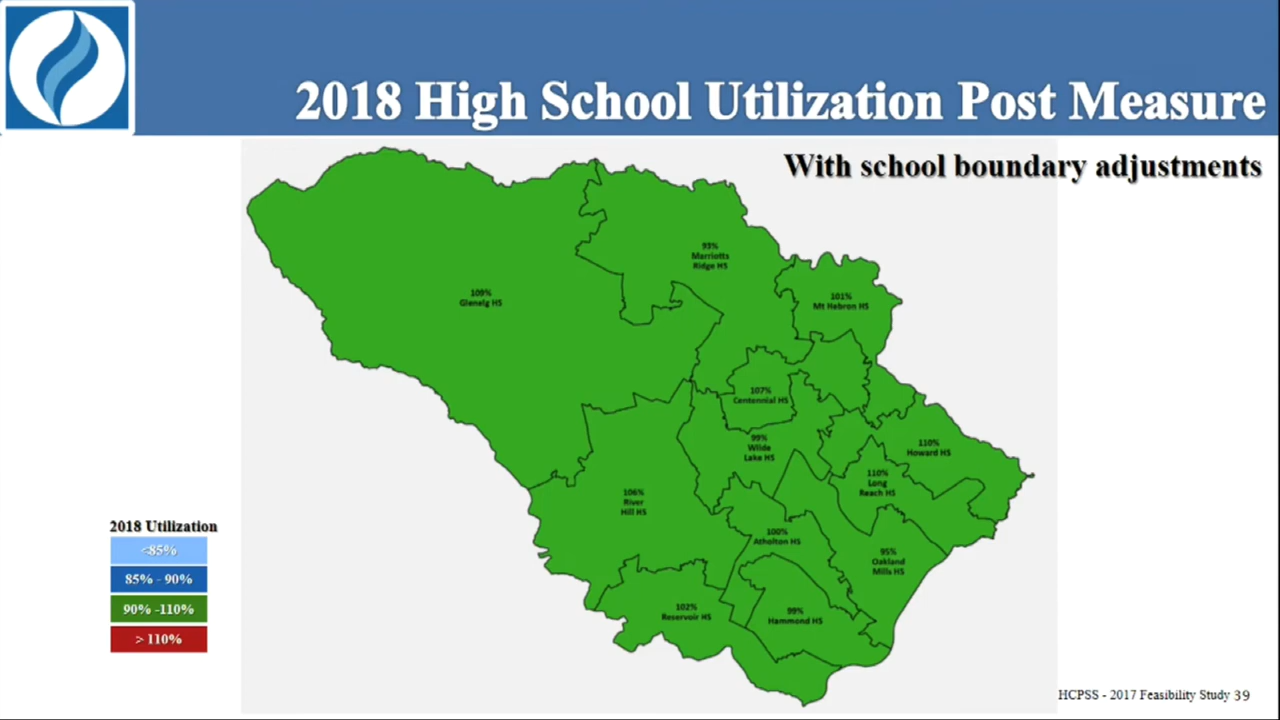 2018 High School Utilization Post Measure
With school boundary adjustments
93%
Marriotts
Ridge HS
109%
Glenelg HS
101%
Mt Hebron HS
107%
Centennial HS
99%
Wilde
Lake HS
110%
Howard HS
110%
Long
Reach HS
106%
River
Hill HS
100%
Atholton HS
95%
Oakland
Mills HS
102%
Reservoir HS
99%
Hammond HS
2018 Utilization
<85%
85% - 90%
90% -110%
> 110%
HCPSS - 2017 Feasibility Study 39